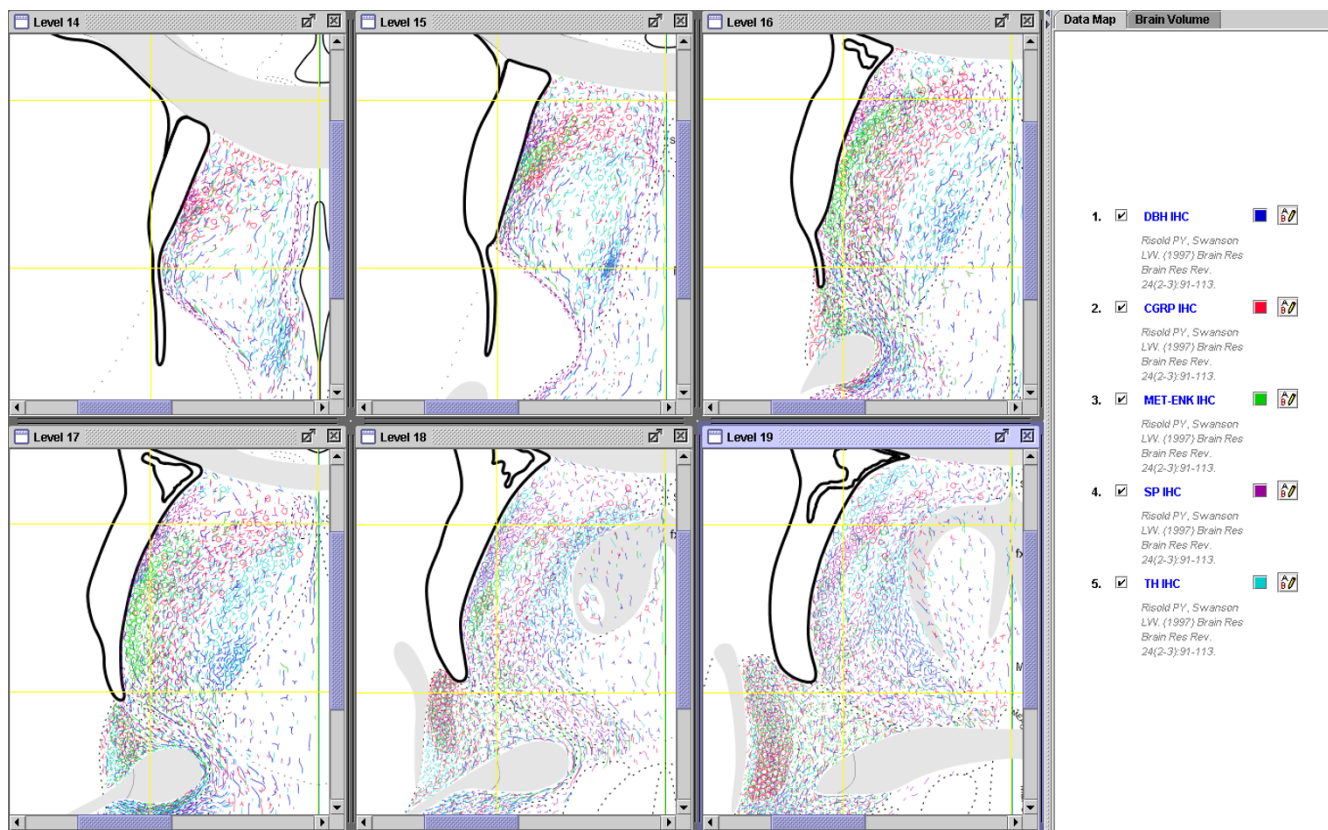 Level 14
Level 15
Level 16
Data Map
Brain Volume
Level 17
Level 18
Level 19
fx
M
1. DBH IHC
Risold PY, Swanson
LW. (1997) Brain Res
Brain Res Rev.
24(2-3):91-113.
2. CGRP IHC
Risold PY, Swanson
LW. (1997) Brain Res
Brain Res Rev.
24(2-3):91-113.
3. MET-ENK IHC
Risold PY, Swanson
LW. (1997) Brain Res
Brain Res Rev.
24(2-3):91-113.
4. SP IHC
Risold PY, Swanson
LW. (1997) Brain Res
Brain Res Rev.
24(2-3):91-113.
5. TH IHC
Risold PY, Swanson
LW. (1997) Brain Res
Brain Res Rev.
24(2-3):91-113.